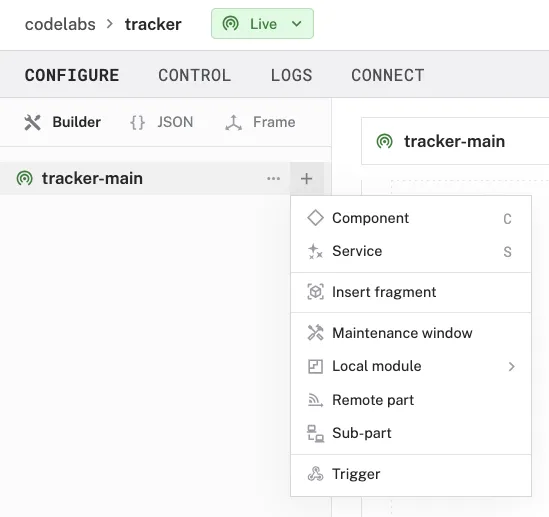 codelabs > tracker Live
CONFIGURE CONTROL LOGS CONNECT
Builder {} JSON Frame
tracker-main
tracker-main ... +
Component C
Service S
Insert fragment
Maintenance window
Local module >
Remote part
Sub-part
Trigger